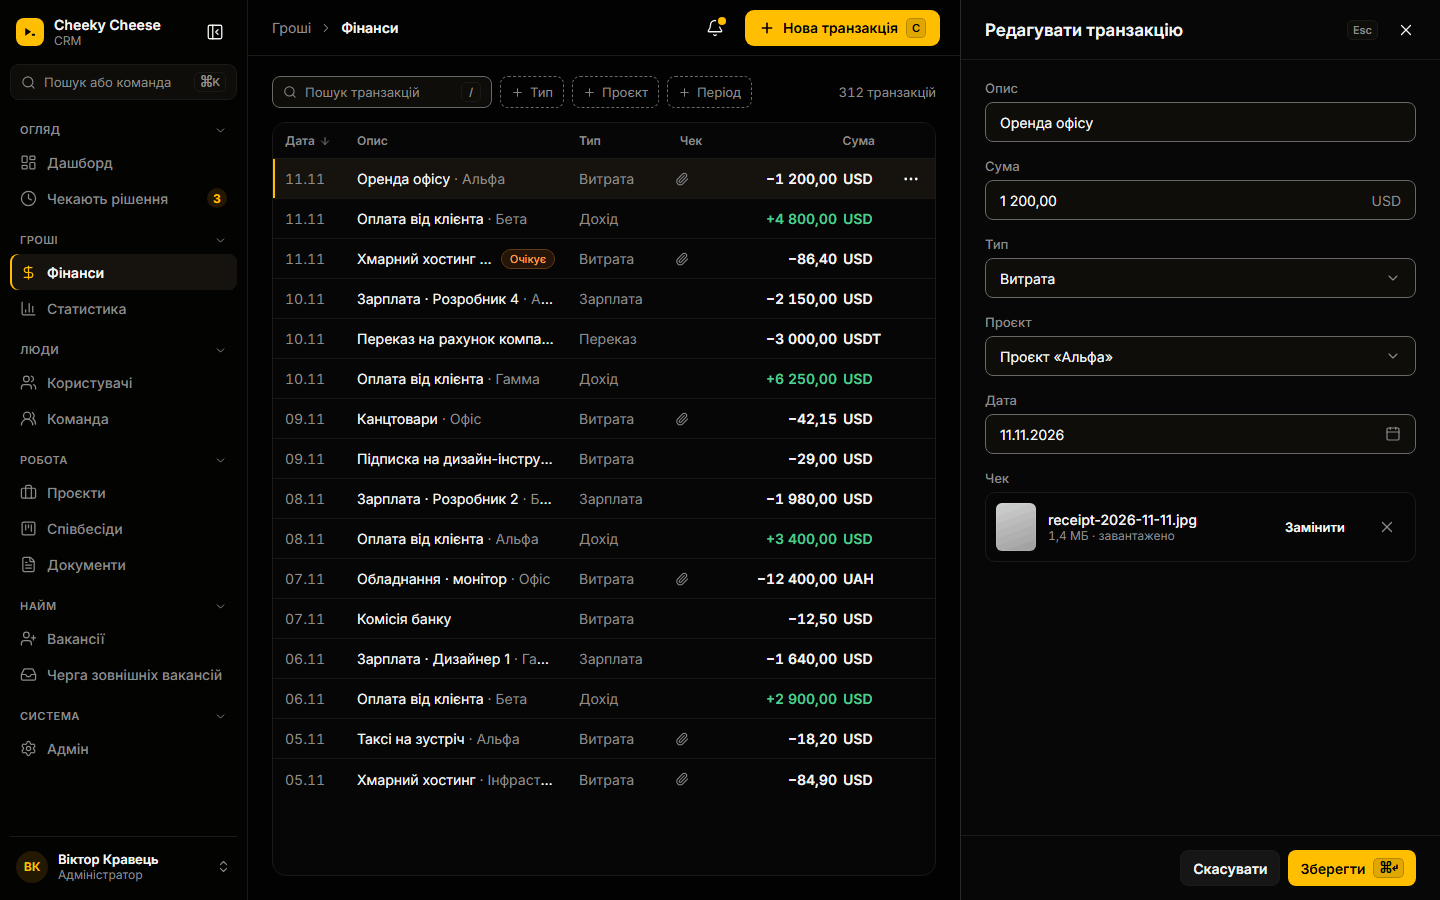 Cheeky Cheese
CRM
Пошук або команда ⌘K
ОГЛЯД
Дашборд
Чекають рішення 3
ГРОШІ
Фінанси
Статистика
ЛЮДИ
Користувачі
Команда
РОБОТА
Проєкти
Співбесіди
Документи
НАЙМ
Вакансії
Черга зовнішніх вакансій
СИСТЕМА
Адмін
ВК Віктор Кравець
Адміністратор
Гроші > Фінанси
+ Нова транзакція C
Пошук транзакцій /
+ Тип
+ Проєкт
+ Період
312 транзакцій
Дата ↓ Опис Тип Чек Сума
11.11 Оренда офісу · Альфа Витрата −1 200,00 USD ···
11.11 Оплата від клієнта · Бета Дохід +4 800,00 USD
11.11 Хмарний хостинг ... Очікує Витрата −86,40 USD
10.11 Зарплата · Розробник 4 · А... Зарплата −2 150,00 USD
10.11 Переказ на рахунок компа... Переказ −3 000,00 USDT
10.11 Оплата від клієнта · Гамма Дохід +6 250,00 USD
09.11 Канцтовари · Офіс Витрата −42,15 USD
09.11 Підписка на дизайн-інстру... Витрата −29,00 USD
08.11 Зарплата · Розробник 2 · Б... Зарплата −1 980,00 USD
08.11 Оплата від клієнта · Альфа Дохід +3 400,00 USD
07.11 Обладнання · монітор · Офіс Витрата −12 400,00 UAH
07.11 Комісія банку Витрата −12,50 USD
06.11 Зарплата · Дизайнер 1 · Га... Зарплата −1 640,00 USD
06.11 Оплата від клієнта · Бета Дохід +2 900,00 USD
05.11 Таксі на зустріч · Альфа Витрата −18,20 USD
05.11 Хмарний хостинг · Інфраст... Витрата −84,90 USD
Редагувати транзакцію Esc
Опис
Оренда офісу
Сума
1 200,00 USD
Тип
Витрата
Проєкт
Проєкт «Альфа»
Дата
11.11.2026
Чек
receipt-2026-11-11.jpg
1,4 МБ · завантажено
Замінити
Скасувати
Зберегти ⌘↵